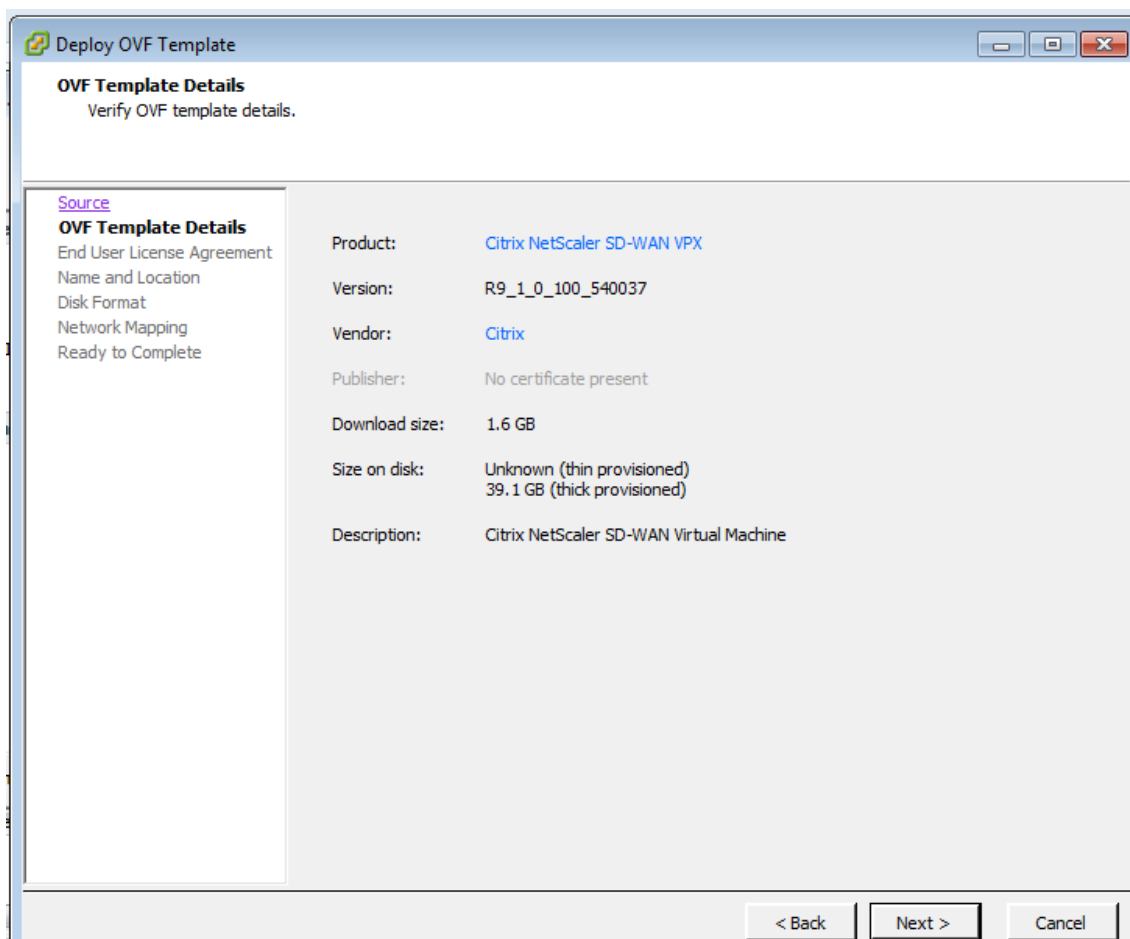 Deploy OVF Template
OVF Template Details
Verify OVF template details.
Source
OVF Template Details
End User License Agreement
Name and Location
Disk Format
Network Mapping
Ready to Complete
Product: Citrix NetScaler SD-WAN VPX
Version: R9_1_0_100_540037
Vendor: Citrix
Publisher: No certificate present
Download size: 1.6 GB
Size on disk: Unknown (thin provisioned)
39.1 GB (thick provisioned)
Description: Citrix NetScaler SD-WAN Virtual Machine
< Back Next > Cancel